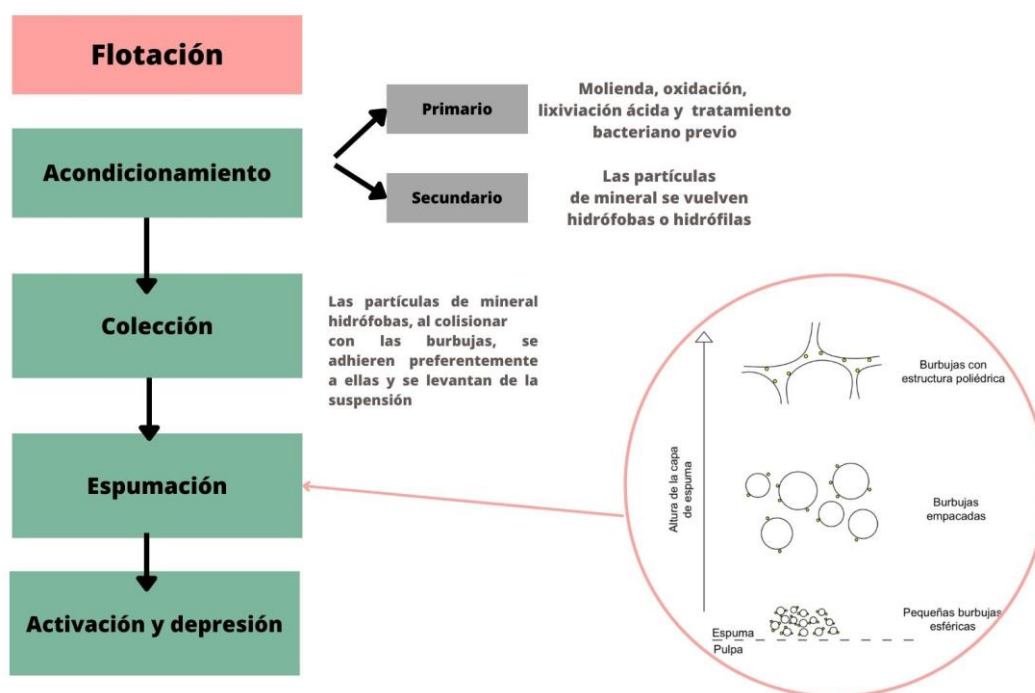 Flotación
Acondicionamiento
Primario
Molienda, oxidación,
lixiviación ácida y tratamiento
bacteriano previo
Secundario
Las partículas
de mineral se vuelven
hidrófobas o hidrófilas
Colección
Las partículas de mineral
hidrófobas, al colisionar
con las burbujas, se
adhieren preferentemente
a ellas y se levantan de la
suspensión
Espumación
Activación y depresión
Altura de la capa
de espuma
Burbujas con
estructura poliédrica
Burbujas
empacadas
Pequeñas burbujas
esféricas
Espuma
Pulpa